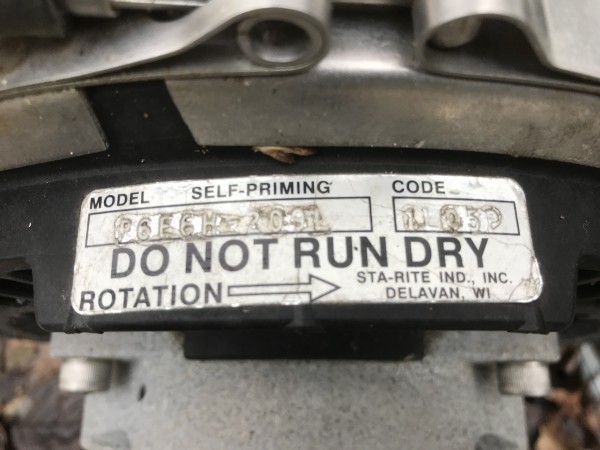 MODEL SELF-PRIMING CODE
DO NOT RUN DRY
ROTATION
STA-RITE IND., INC.
DELAVAN, WI